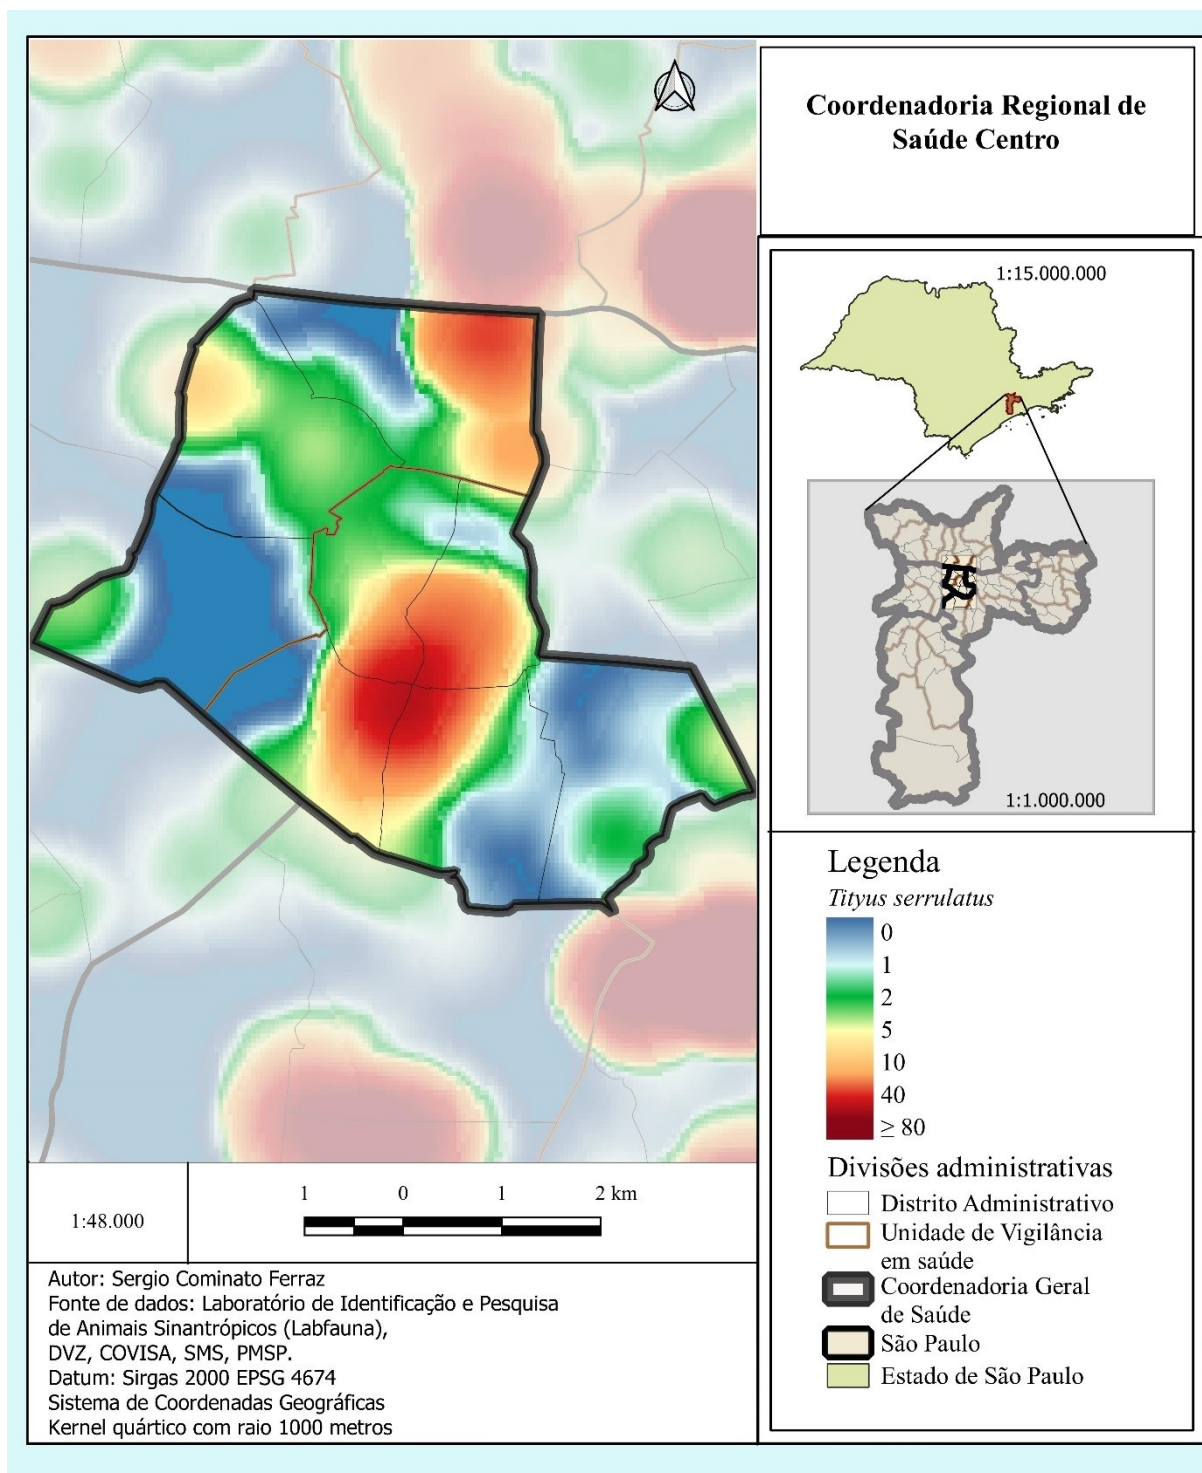 Coordenadoria Regional de
Saúde Centro
1:15.000.000
1:1.000.000
Legenda
Tityus serrulatus
0
1
2
5
10
40
≥ 80
Divisões administrativas
Distrito Administrativo
Unidade de Vigilância
em saúde
Coordenadoria Geral
de Saúde
São Paulo
Estado de São Paulo
1:48.000
1 0 1 2 km
Autor: Sergio Cominato Ferraz
Fonte de dados: Laboratório de Identificação e Pesquisa
de Animais Sinantrópicos (Labfauna),
DVZ, COVISA, SMS, PMSP.
Datum: Sirgas 2000 EPSG 4674
Sistema de Coordenadas Geográficas
Kernel quártico com raio 1000 metros